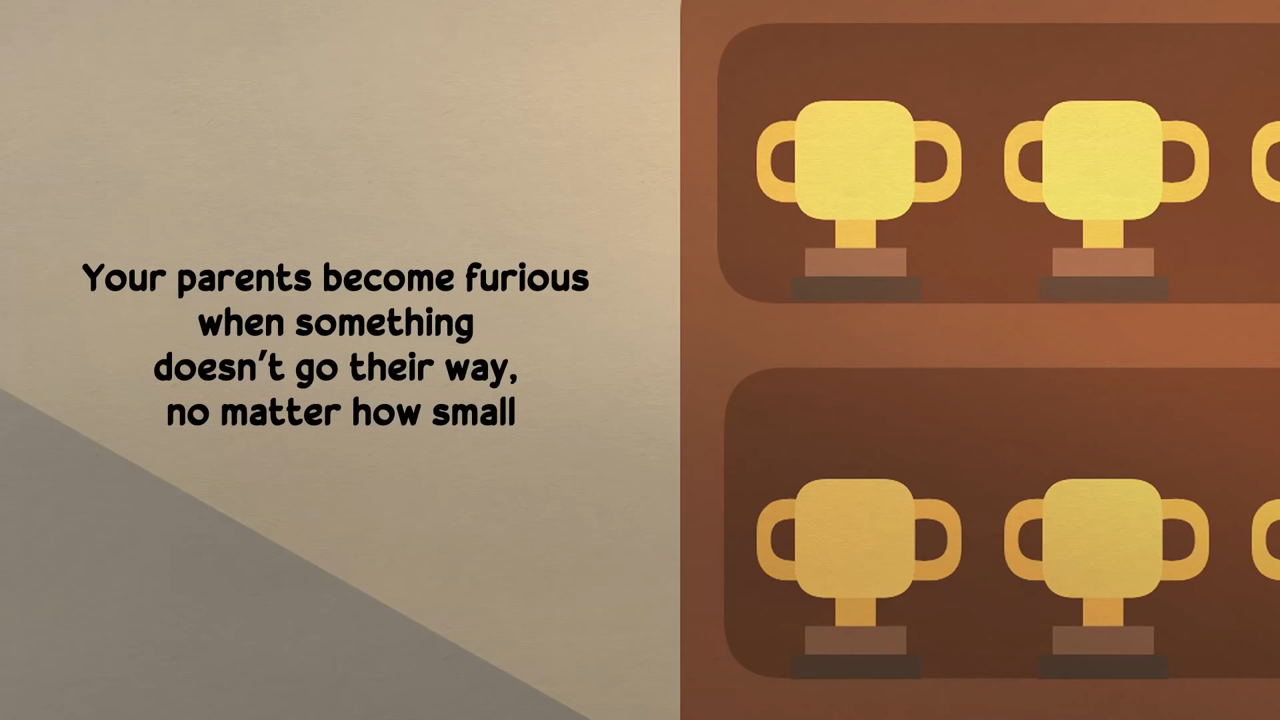 Your parents become furious
when something
doesn't go their way,
no matter how small